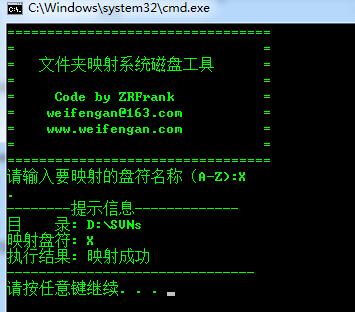 C:\Windows\system32\cmd.exe
C:\.
================================
=                              =
=   文件夹映射系统磁盘工具   =
=                              =
=     Code by ZRFrank          =
=    weifengan@163.com         =
=    www.weifengan.com         =
=                              =
================================
请输入要映射的盘符名称（A-Z):X
.
--------提示信息-------------
目　　录: D:\SVNs
映射盘符: X
执行结果: 映射成功
-------------------------------
请按任意键继续. . .